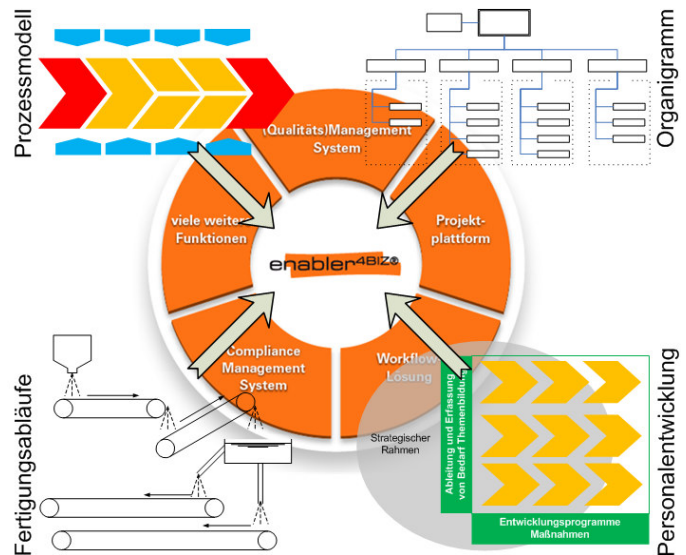 Prozessmodell
Organigramm
(Qualitäts)Management
System
viele weitere
Funktionen
Projekt-
plattform
enabler4BIZ®
Compliance
Management
System
Workflow
Lösung
Strategischer
Rahmen
Ableitung und Erfassung
von Bedarf Themenbildung
Entwicklungsprogramme
Maßnahmen
Fertigungsabläufe
Personalentwicklung